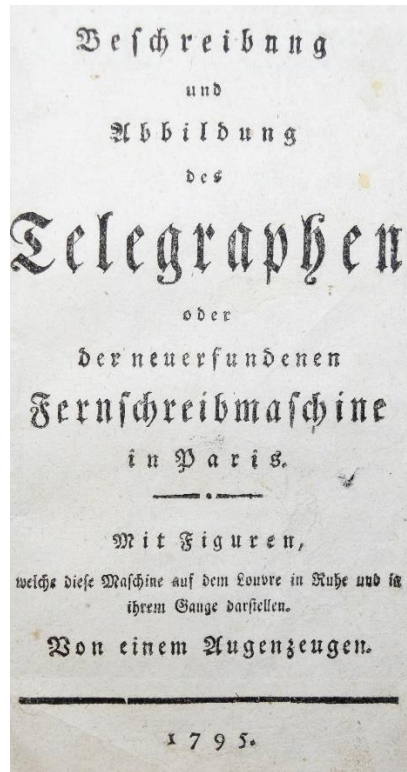 Beſchreibnng
und
Abbildung
des
Telegraphen
oder
der neuerfundenen
Fernſchreibmaſchine
in Paris.
Mit Figuren,
welche dieſe Maſchine auf dem Louvre in Ruhe und in
ihrem Gange darſtellen.
Von einem Augenzeugen.
1795.